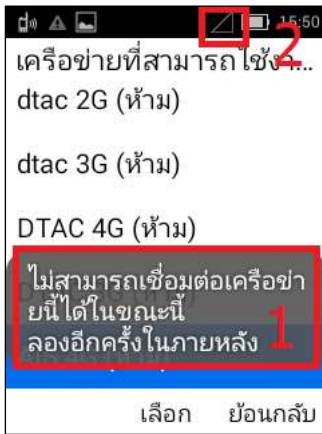 15:50
2
เครือข่ายที่สามารถใช้งา...
dtac 2G (ห้าม)
dtac 3G (ห้าม)
DTAC 4G (ห้าม)
ไม่สามารถเชื่อมต่อเครือข่า
ยนี้ได้ในขณะนี้
ลองอีกครั้งในภายหลัง
1
เลือก ย้อนกลับ